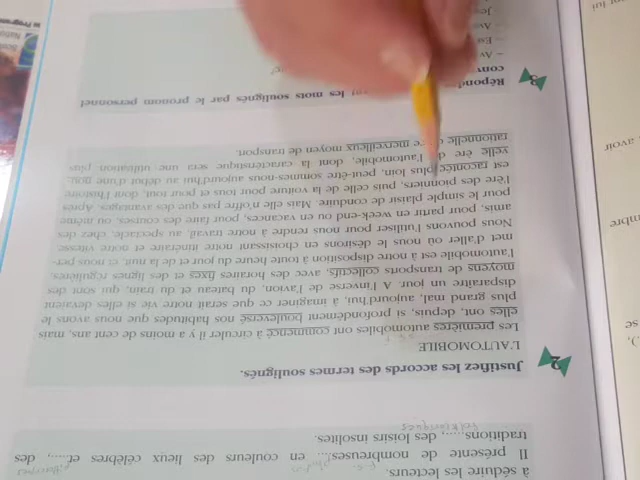 à séduire les lecteurs.
Il présente de nombreuses!... en couleurs des lieux célèbres et....., des
traditions....., des loisirs insolites.
2
Justifiez les accords des termes soulignés.
L'AUTOMOBILE
Les premières automobiles ont commencé à circuler il y a moins de cent ans, mais
elles ont, depuis, si profondément bouleversé nos habitudes que nous avons le
plus grand mal, aujourd'hui, à imaginer ce que serait notre vie si elles devaient
disparaître un jour. A l'inverse de l'avion, du bateau et du train, qui sont des
moyens de transports collectifs, avec des horaires fixes et des lignes régulières,
l'automobile est à notre disposition à toute heure du jour et de la nuit, et nous per-
met d'aller où nous le désirons en choisissant notre itinéraire et notre vitesse.
Nous pouvons l'utiliser pour nous rendre à notre travail, au spectacle, chez des
amis, pour partir en week-end ou en vacances, pour faire des courses, ou même
pour le simple plaisir de conduire. Mais elle n'offre pas que des avantages. Après
l'ère des pionniers, puis celle de la voiture pour tous et pour tout, dont l'histoire
est racontée plus loin, peut-être sommes-nous aujourd'hui au début d'une nou-
velle ère de l'automobile, dont la caractéristique sera une utilisation plus
rationnelle de ce merveilleux moyen de transport.
3
Répond les mots soulignés par le pronom personnel
conv
– Av
– Es
– Av
Je
avoir
mbre
se